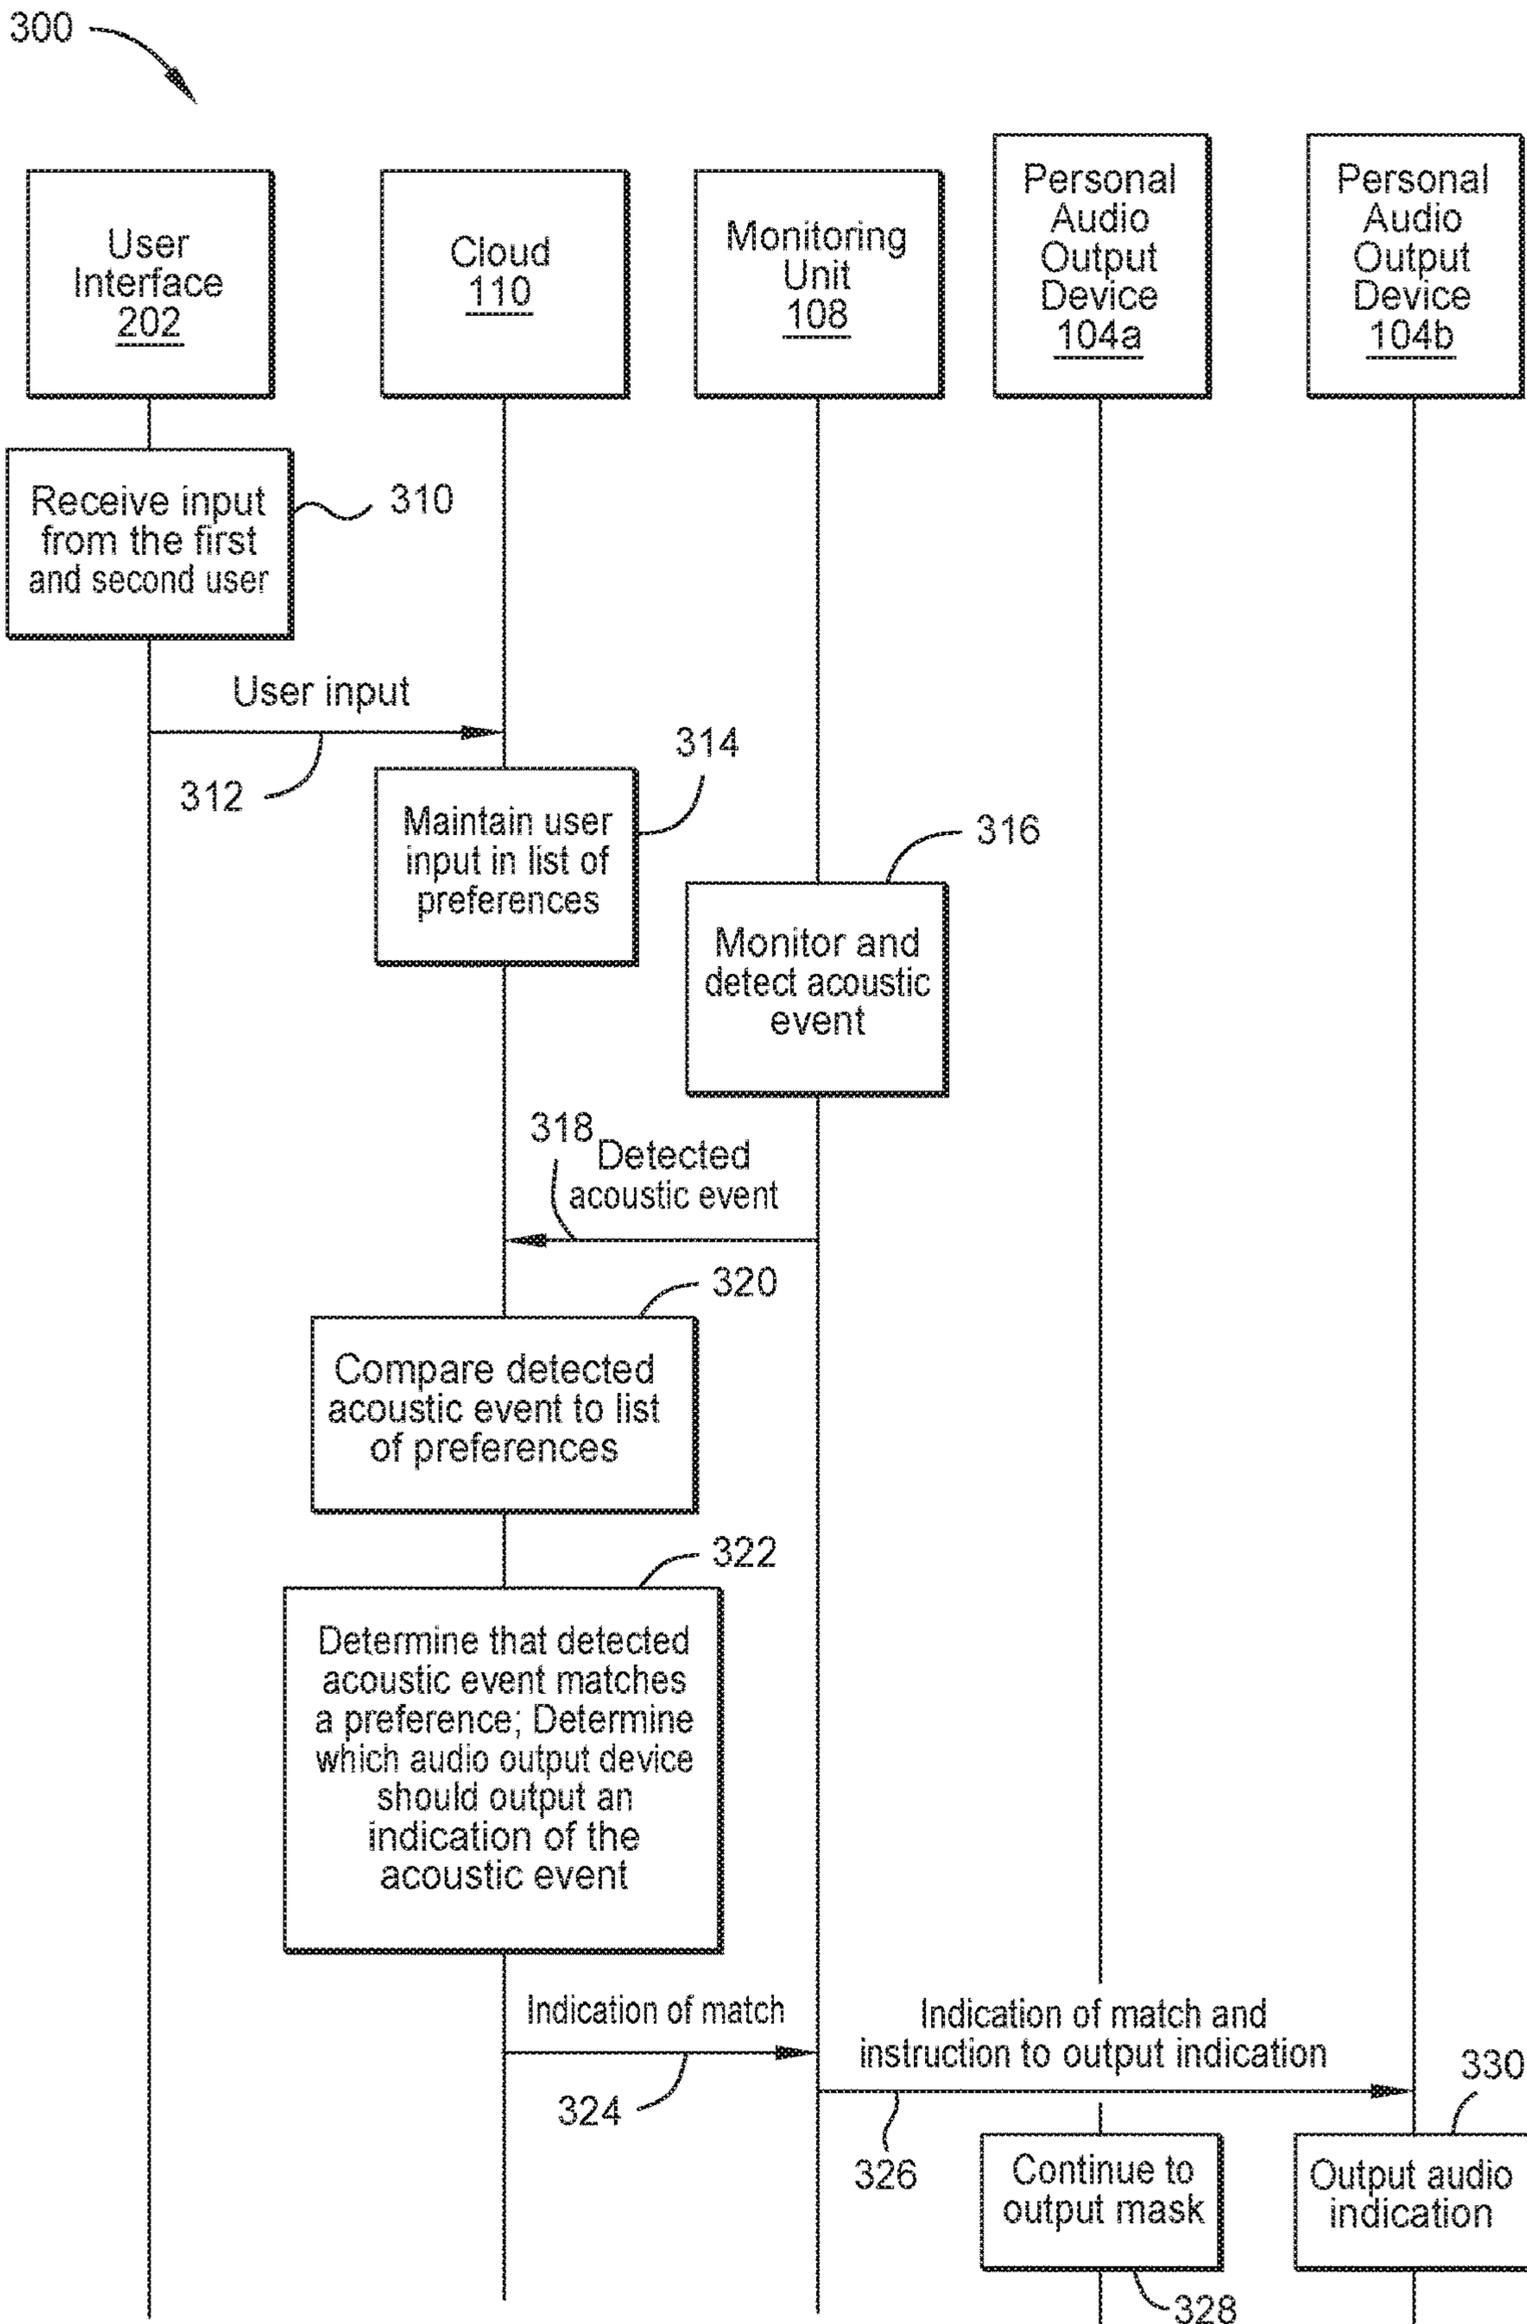 300
User
Interface
202
Cloud
110
Monitoring
Unit
108
Personal
Audio
Output
Device
104a
Personal
Audio
Output
Device
104b
Receive input
from the first
and second user
310
User input
312
314
Maintain user
input in list of
preferences
316
Monitor and
detect acoustic
event
318
Detected
acoustic event
320
Compare detected
acoustic event to list
of preferences
322
Determine that detected
acoustic event matches
a preference; Determine
which audio output device
should output an
indication of the
acoustic event
Indication of match
324
Indication of match and
instruction to output indication
326
330
Continue to
output mask
328
Output audio
indication